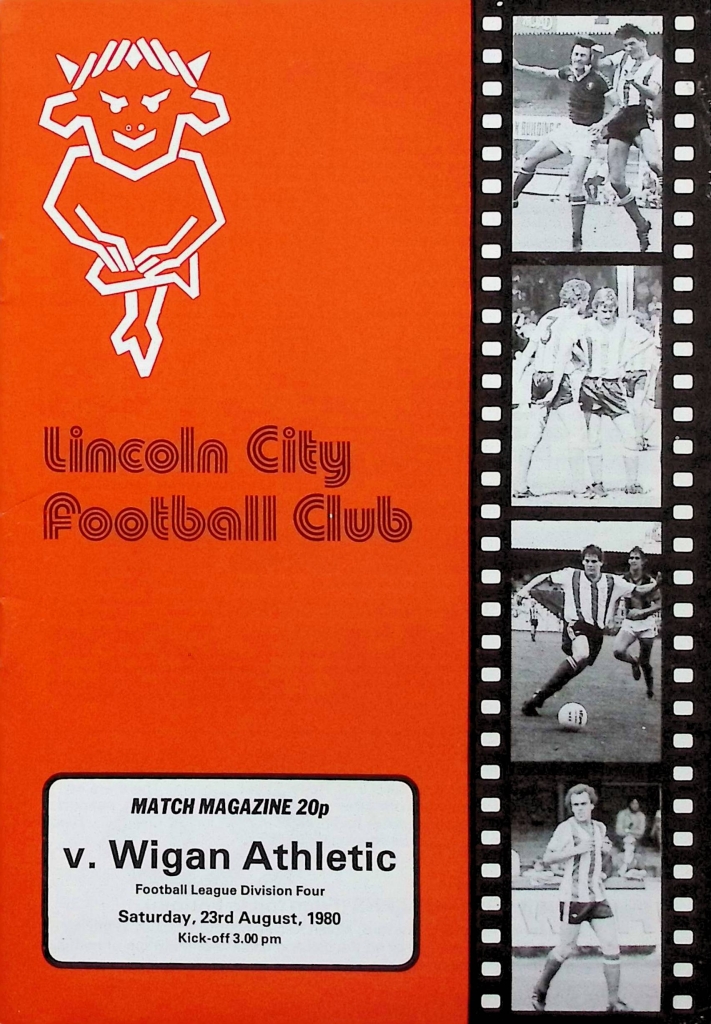 Lincoln City
Football Club
MATCH MAGAZINE 20p
v. Wigan Athletic
Football League Division Four
Saturday, 23rd August, 1980
Kick-off 3.00 pm
3